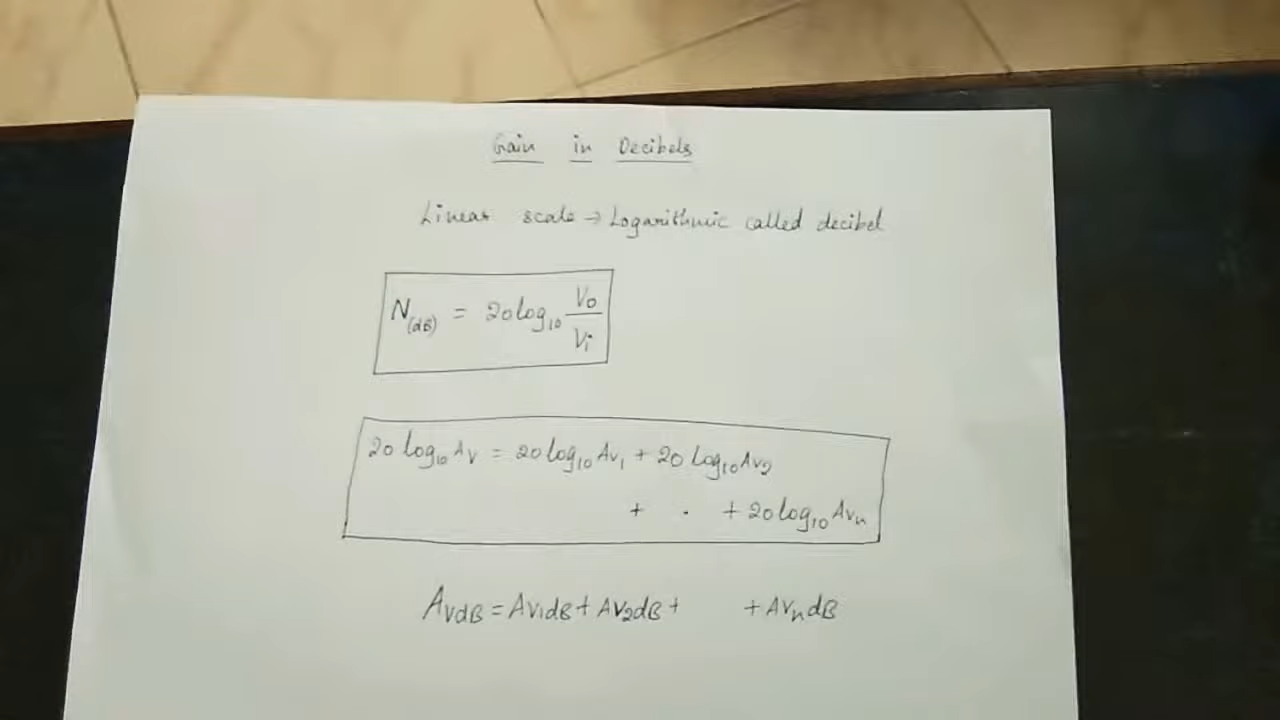 Gain in Decibels
Linear scale → Logarithmic called decibel
N(dB) = 20 log₁₀ Vo/Vi
20 log₁₀ Av = 20 log₁₀ Av₁ + 20 log₁₀ Av₂
+ . + 20 log₁₀ Avₙ
AvdB = Av₁dB + Av₂dB + + AvₙdB